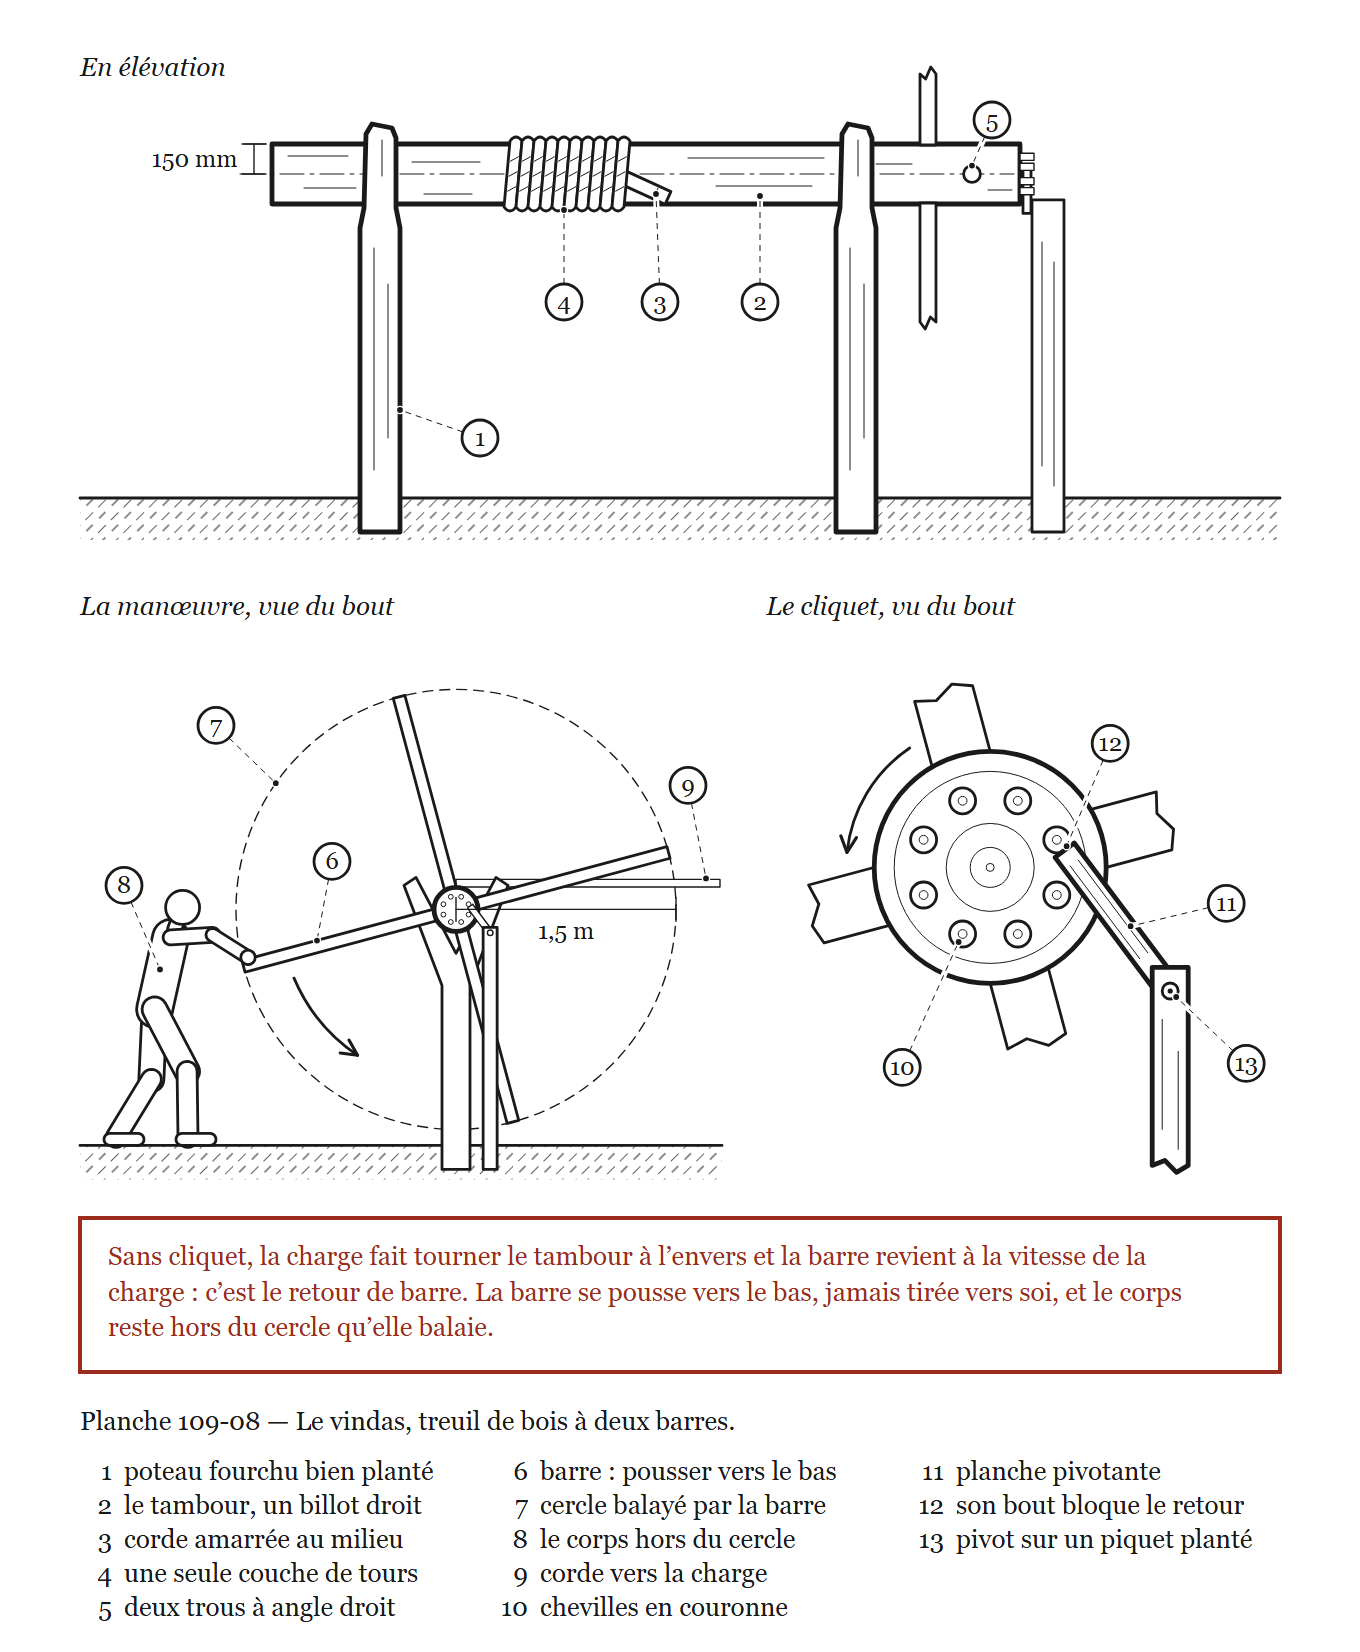 En élévation
150 mm
5
4
3
2
1
La manœuvre, vue du bout
Le cliquet, vu du bout
7
12
9
6
8
11
1,5 m
10
13
Sans cliquet, la charge fait tourner le tambour à l’envers et la barre revient à la vitesse de la
charge : c’est le retour de barre. La barre se pousse vers le bas, jamais tirée vers soi, et le corps
reste hors du cercle qu’elle balaie.
Planche 109-08 — Le vindas, treuil de bois à deux barres.
1 poteau fourchu bien planté
2 le tambour, un billot droit
3 corde amarrée au milieu
4 une seule couche de tours
5 deux trous à angle droit
6 barre : pousser vers le bas
7 cercle balayé par la barre
8 le corps hors du cercle
9 corde vers la charge
10 chevilles en couronne
11 planche pivotante
12 son bout bloque le retour
13 pivot sur un piquet planté